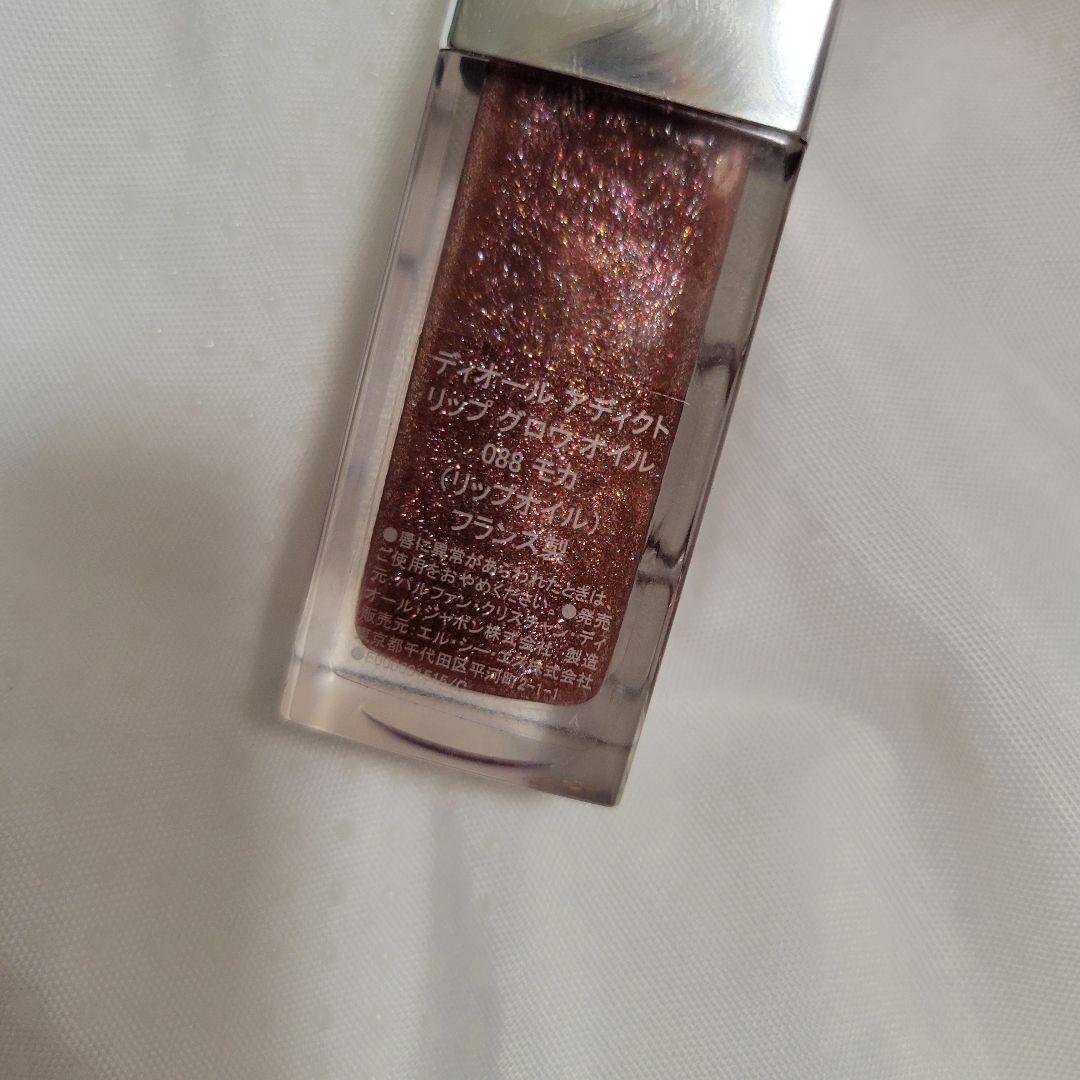 ディオール アディクト
リップ グロウ オイル
088 モカ
（リップオイル）
フランス製
●唇に異常があらわれたときは、
ご使用をおやめください。●発売
元:パルファン・クリスチャン・ディ
オール・ジャポン株式会社 製造
販売元:エル・シー・エス株式会社
東京都千代田区平河町2-1-1